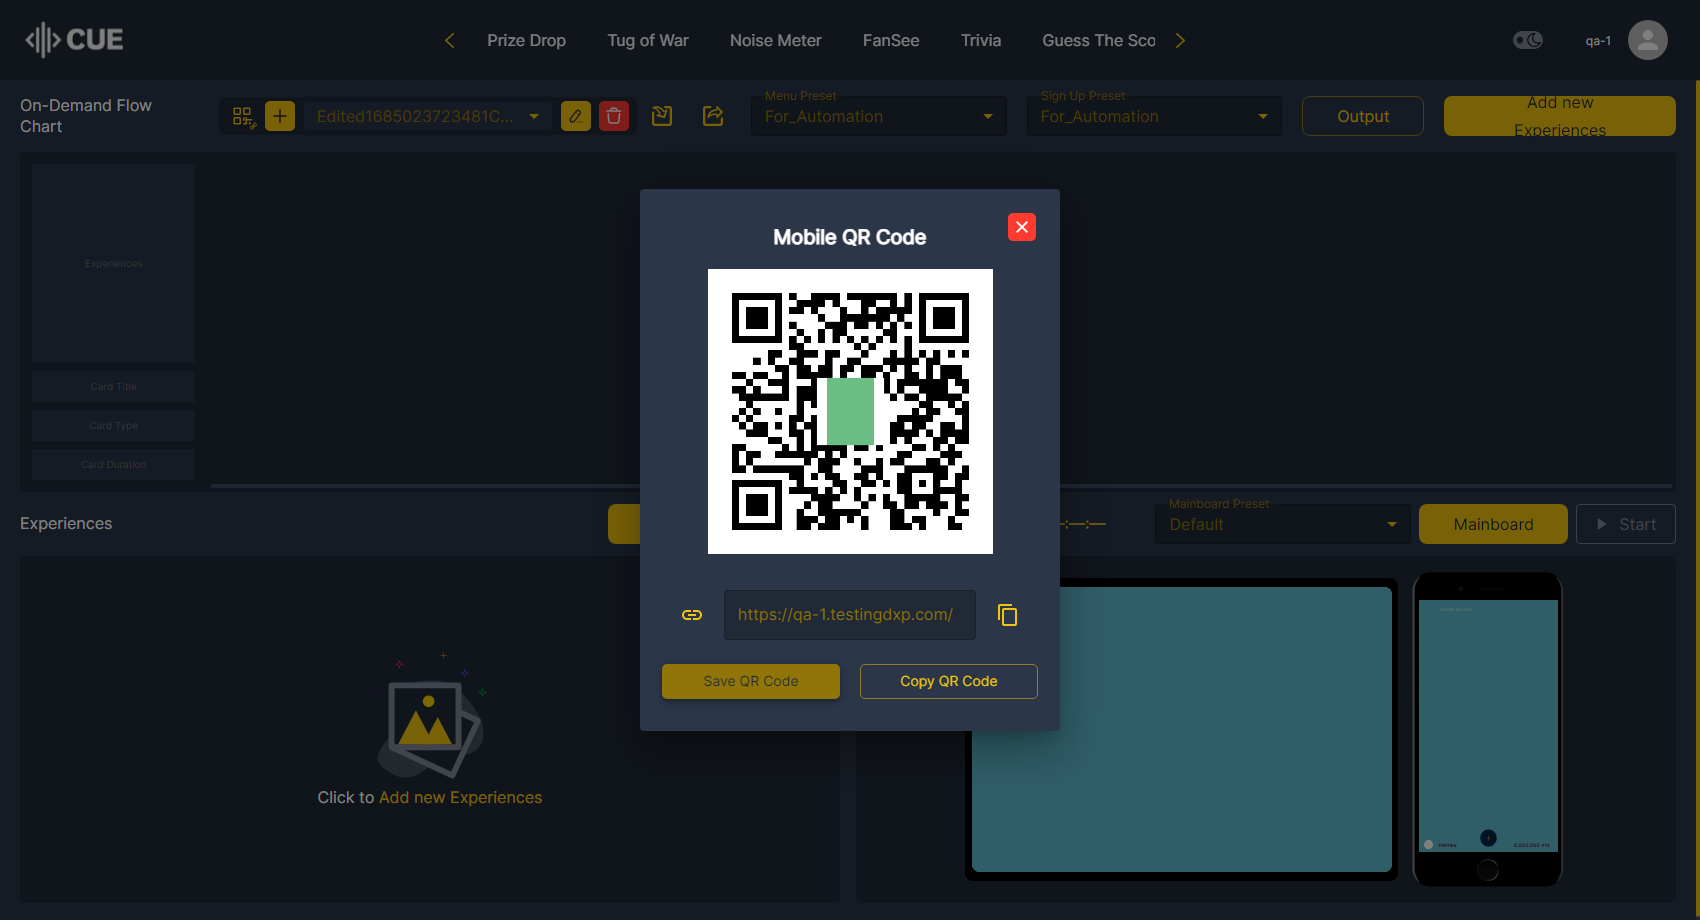 CUE
Prize Drop
Tug of War
Noise Meter
FanSee
Trivia
Guess The Sco
qa-1
On-Demand Flow
Chart
Edited1685023723481C...
Menu Preset
For_Automation
Sign Up Preset
For_Automation
Output
Add new
Experiences
Experiences
Card Title
Card Type
Card Duration
Mobile QR Code
https://qa-1.testingdxp.com/
Save QR Code
Copy QR Code
Experiences
Mainboard Preset
Default
Mainboard
Start
Click to Add new Experiences
PREVIEW